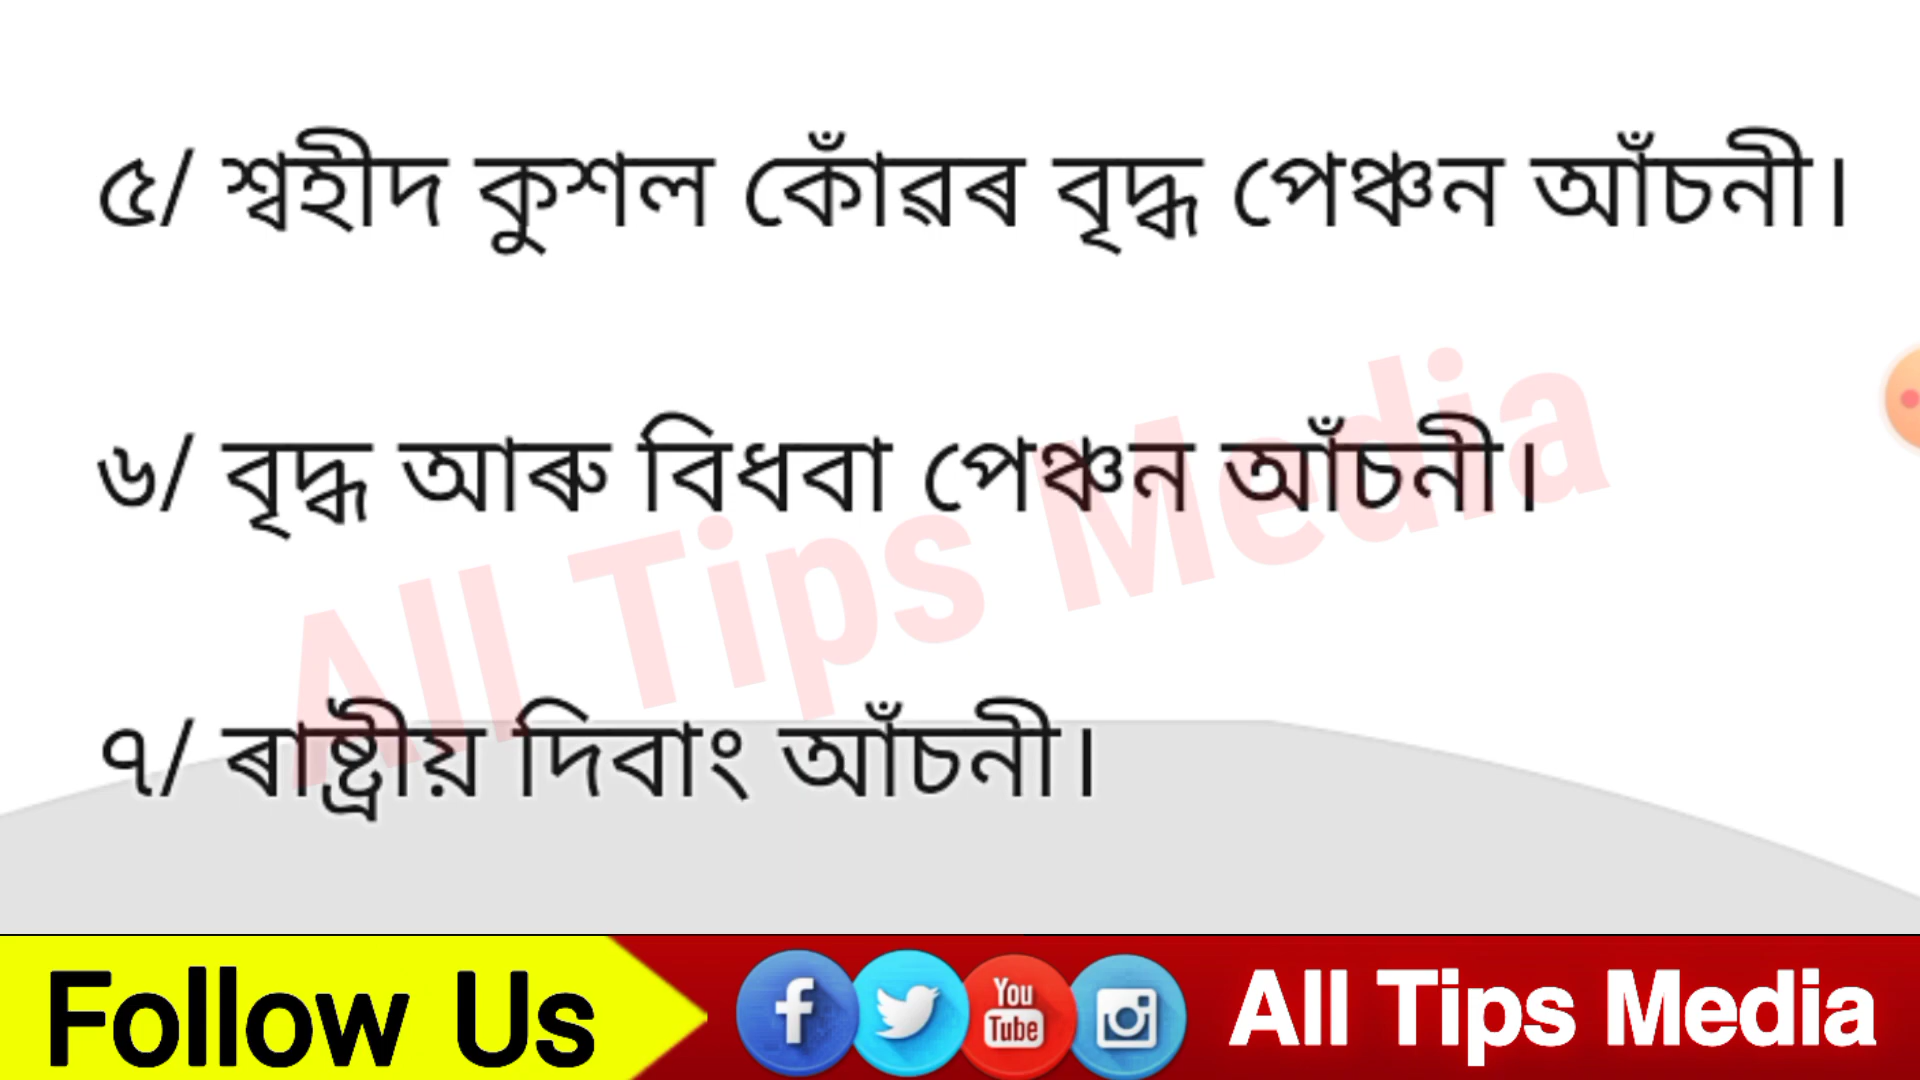 ৫/ শ্বহীদ কুশল কোঁৱৰ বৃদ্ধ পেঞ্চন আঁচনী।
৬/ বৃদ্ধ আৰু বিধবা পেঞ্চন আঁচনী।
All Tips Media
৭/ ৰাষ্ট্ৰীয় দিবাং আঁচনী।
Follow Us
You
Tube
All Tips Media